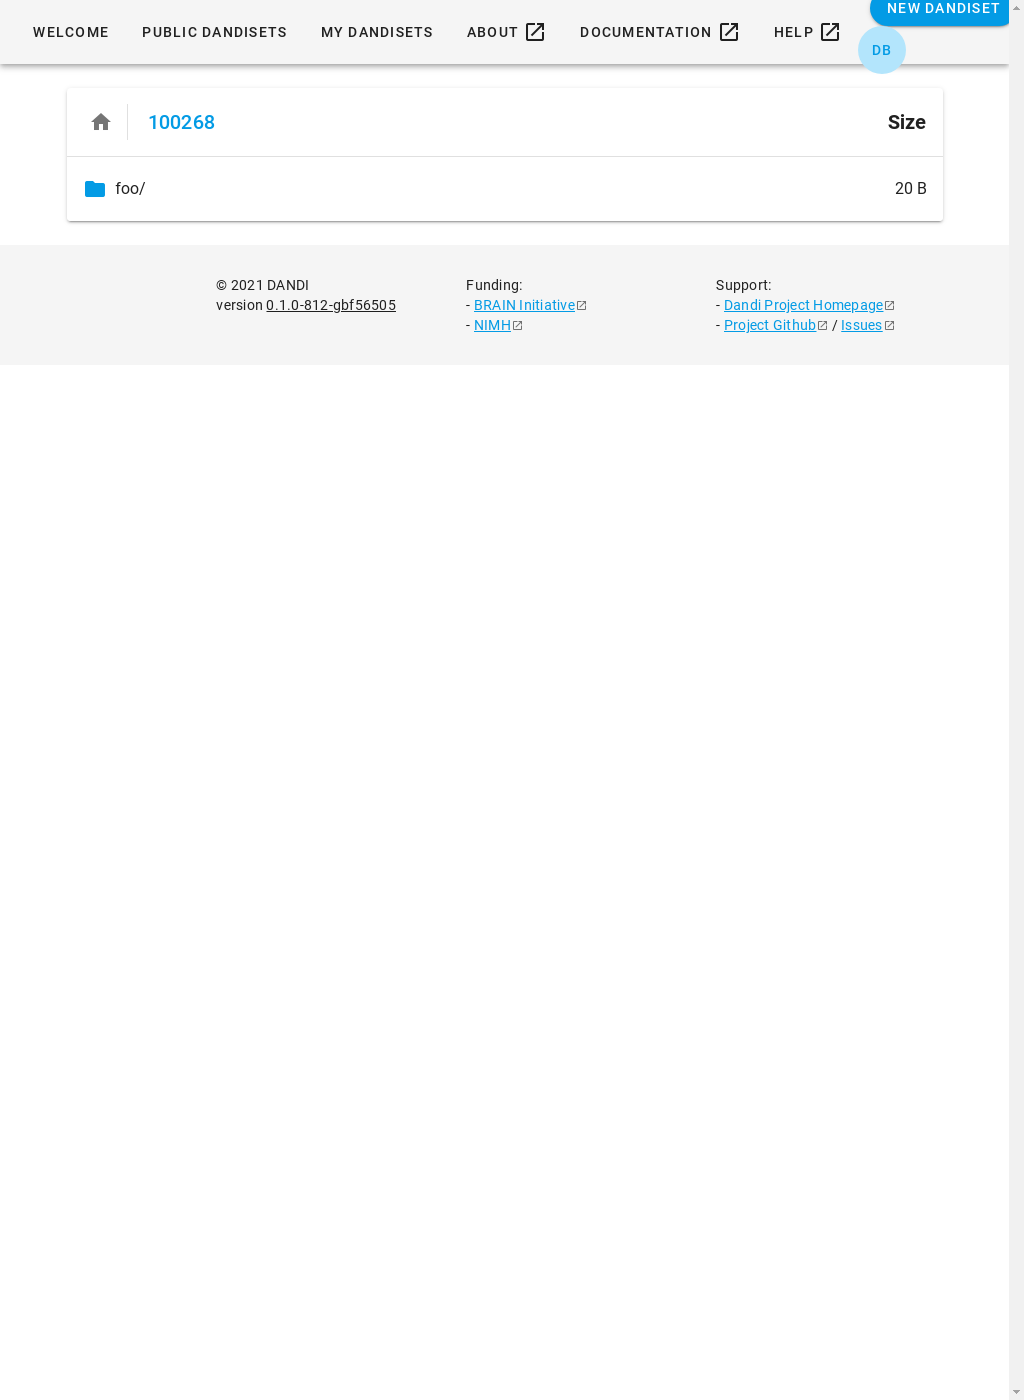 WELCOME PUBLIC DANDISETS MY DANDISETS ABOUT DOCUMENTATION HELP NEW DANDISET
DB
100268 Size
foo/ 20 B
© 2021 DANDI
version 0.1.0-812-gbf56505
Funding:
- BRAIN Initiative
- NIMH
Support:
- Dandi Project Homepage
- Project Github / Issues